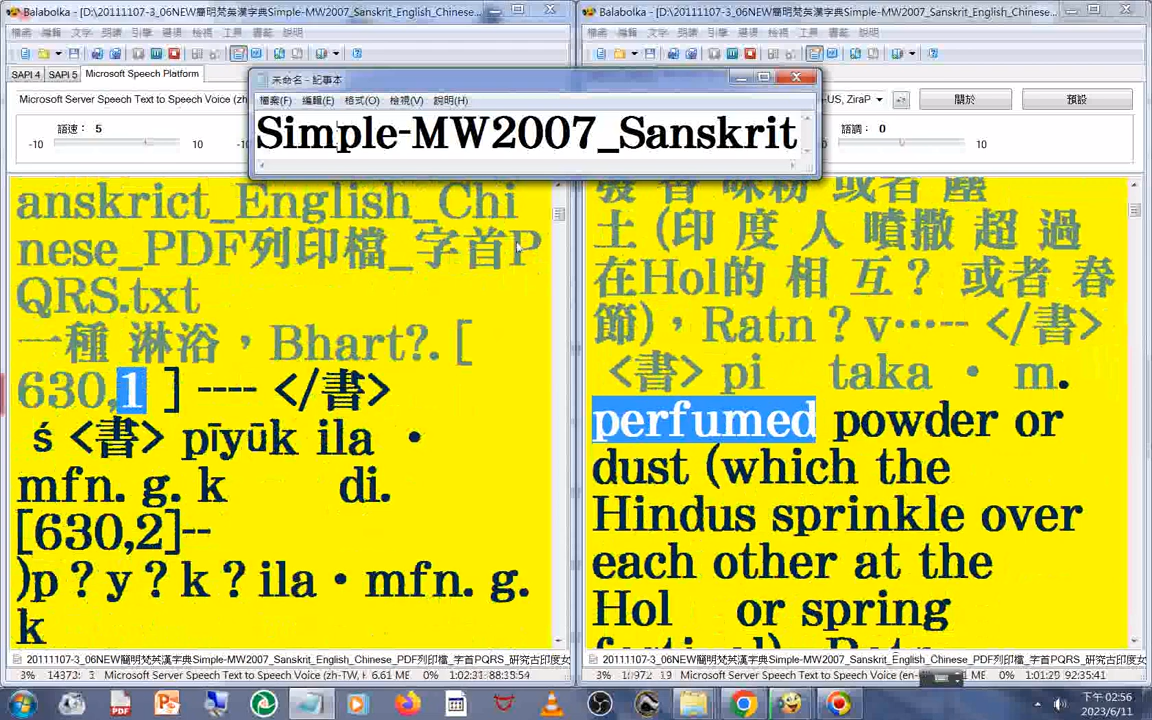 Balabolka - [D:\20111107-3_06NEW簡明梵英漢字典Simple-MW2007_Sanskrit_English_Chinese...
Balabolka - [D:\20111107-3_06NEW簡明梵英漢字典Simple-MW2007_Sanskrit_English_Chinese...
SAPI 4 SAPI 5 Microsoft Speech Platform
未命名 - 記事本
檔案(F) 編輯(E) 格式(O) 檢視(V) 說明(H)
Simple-MW2007_Sanskrit
Microsoft Server Speech Text to Speech Voice (zh
-US, ZiraP
關於
預設
語速： 5
語調： 0
-10
10
10
anskrict_English_Chi
nese_PDF列印檔_字首P
QRS.txt
一種 淋浴，Bhart?. [
630,1 ] ---- </書>
ś <書> pīyūk ila •
mfn. g. k di.
[630,2]--
)p？y？k？ila • mfn. g.
k
發 香 味粉 或者 塵
土 (印 度 人 噴撒 超 過
在Hol的 相 互？ 或者 春
節)，Ratn？v…-- </書>
<書> pi taka • m.
perfumed powder or
dust (which the
Hindus sprinkle over
each other at the
Hol or spring
20111107-3_06NEW簡明梵英漢字典Simple-MW2007_Sanskrit_English_Chinese_PDF列印檔_字首PQRS_研究古印度女
20111107-3_06NEW簡明梵英漢字典Simple-MW2007_Sanskrit_English_Chinese_PDF列印檔_字首PQRS_研究古印度女
3% 6.61 ME 0% Microsoft Server Speech Text to Speech Voice (zh-TW,
3% 19 0% Microsoft Server Speech Text to Speech Voice (en- 92:35:41
下午 02:56
2023/6/11